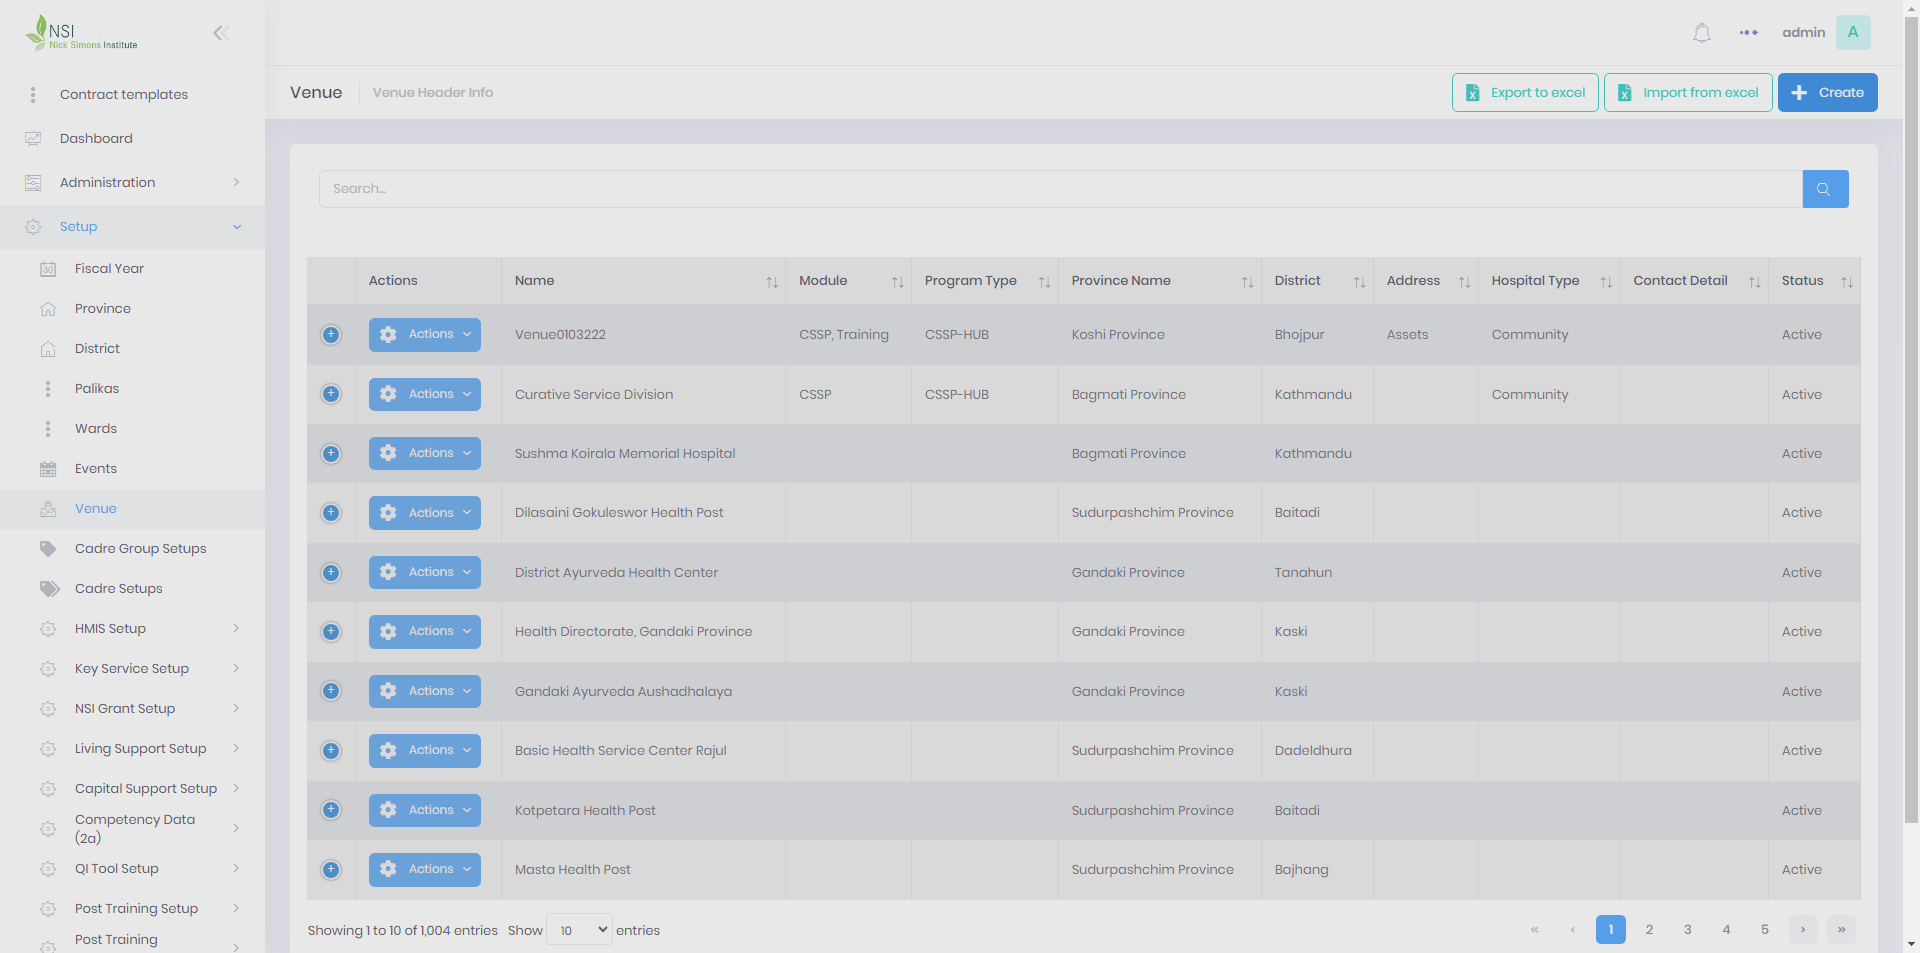 NSI
Nick Simons Institute
admin
A
Contract templates
Dashboard
Administration
Setup
Fiscal Year
30
Province
District
Palikas
Wards
Events
Venue
Cadre Group Setups
Cadre Setups
HMIS Setup
Key Service Setup
NSI Grant Setup
Living Support Setup
Capital Support Setup
Competency Data
(2a)
QI Tool Setup
Post Training Setup
Post Training
Venue
Venue Header Info
Export to excel
Import from excel
Create
Search...
Actions Name Module Program Type Province Name District Address Hospital Type Contact Detail Status
Actions Venue0103222 CSSP, Training CSSP-HUB Koshi Province Bhojpur Assets Community Active
Actions Curative Service Division CSSP CSSP-HUB Bagmati Province Kathmandu Community Active
Actions Sushma Koirala Memorial Hospital Bagmati Province Kathmandu Active
Actions Dilasaini Gokuleswor Health Post Sudurpashchim Province Baitadi Active
Actions District Ayurveda Health Center Gandaki Province Tanahun Active
Actions Health Directorate, Gandaki Province Gandaki Province Kaski Active
Actions Gandaki Ayurveda Aushadhalaya Gandaki Province Kaski Active
Actions Basic Health Service Center Rajul Sudurpashchim Province Dadeldhura Active
Actions Kotpetara Health Post Sudurpashchim Province Baitadi Active
Actions Masta Health Post Sudurpashchim Province Bajhang Active
Showing 1 to 10 of 1,004 entries Show 10 entries
« ‹ 1 2 3 4 5 › »